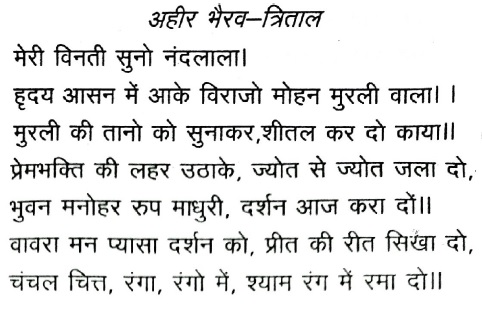 अहीर भैरव–त्रिताल
मेरी विनती सुनो नंदलाला।
हृदय आसन में आके विराजो मोहन मुरली वाला। ।
मुरली की तानो को सुनाकर,शीतल कर दो काया॥
प्रेमभक्ति की लहर उठाके, ज्योत से ज्योत जला दो,
भुवन मनोहर रुप माधुरी, दर्शन आज करा दों॥
वावरा मन प्यासा दर्शन को, प्रीत की रीत सिखा दो,
चंचल चित्त, रंगा, रंगो में, श्याम रंग में रमा दो॥